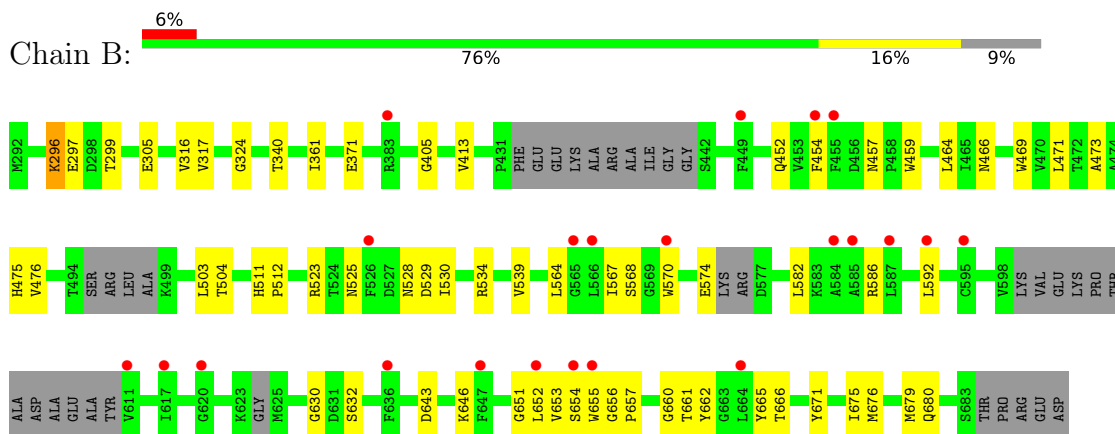 6%
Chain B:
76% 16% 9%
M292 K296 E297 D298 T299 E305 V316 V317 G324 T340 I361 E371 R383 G405 V413 P431 PHE GLU GLU LYS ALA ARG ALA ILE GLY GLY S442 F449 Q452 V453 F454 F455 D456 N457 P458 W459 L464 I465 N466 W469 V470 L471 T472 A473 A474
H475 V476 T494 SER ARG LEU ALA K499 L503 T504 H511 P512 R523 T524 N525 F526 D527 N528 D529 I530 R534 V539 L564 G565 L566 I567 S568 G569 W570 E574 LYS ARG D577 L582 K583 A584 A585 R586 L587 L592 C595 V598 LYS VAL GLU LYS PRO THR
ALA ASP ALA GLU ALA TYR V611 I617 G620 K623 GLY M625 G630 D631 S632 F636 D643 K646 F647 G651 L652 V653 S654 W655 G656 P657 G660 T661 Y662 G663 L664 Y665 T666 Y671 I675 M676 M679 Q680 S683 THR PRO ARG GLU ASP